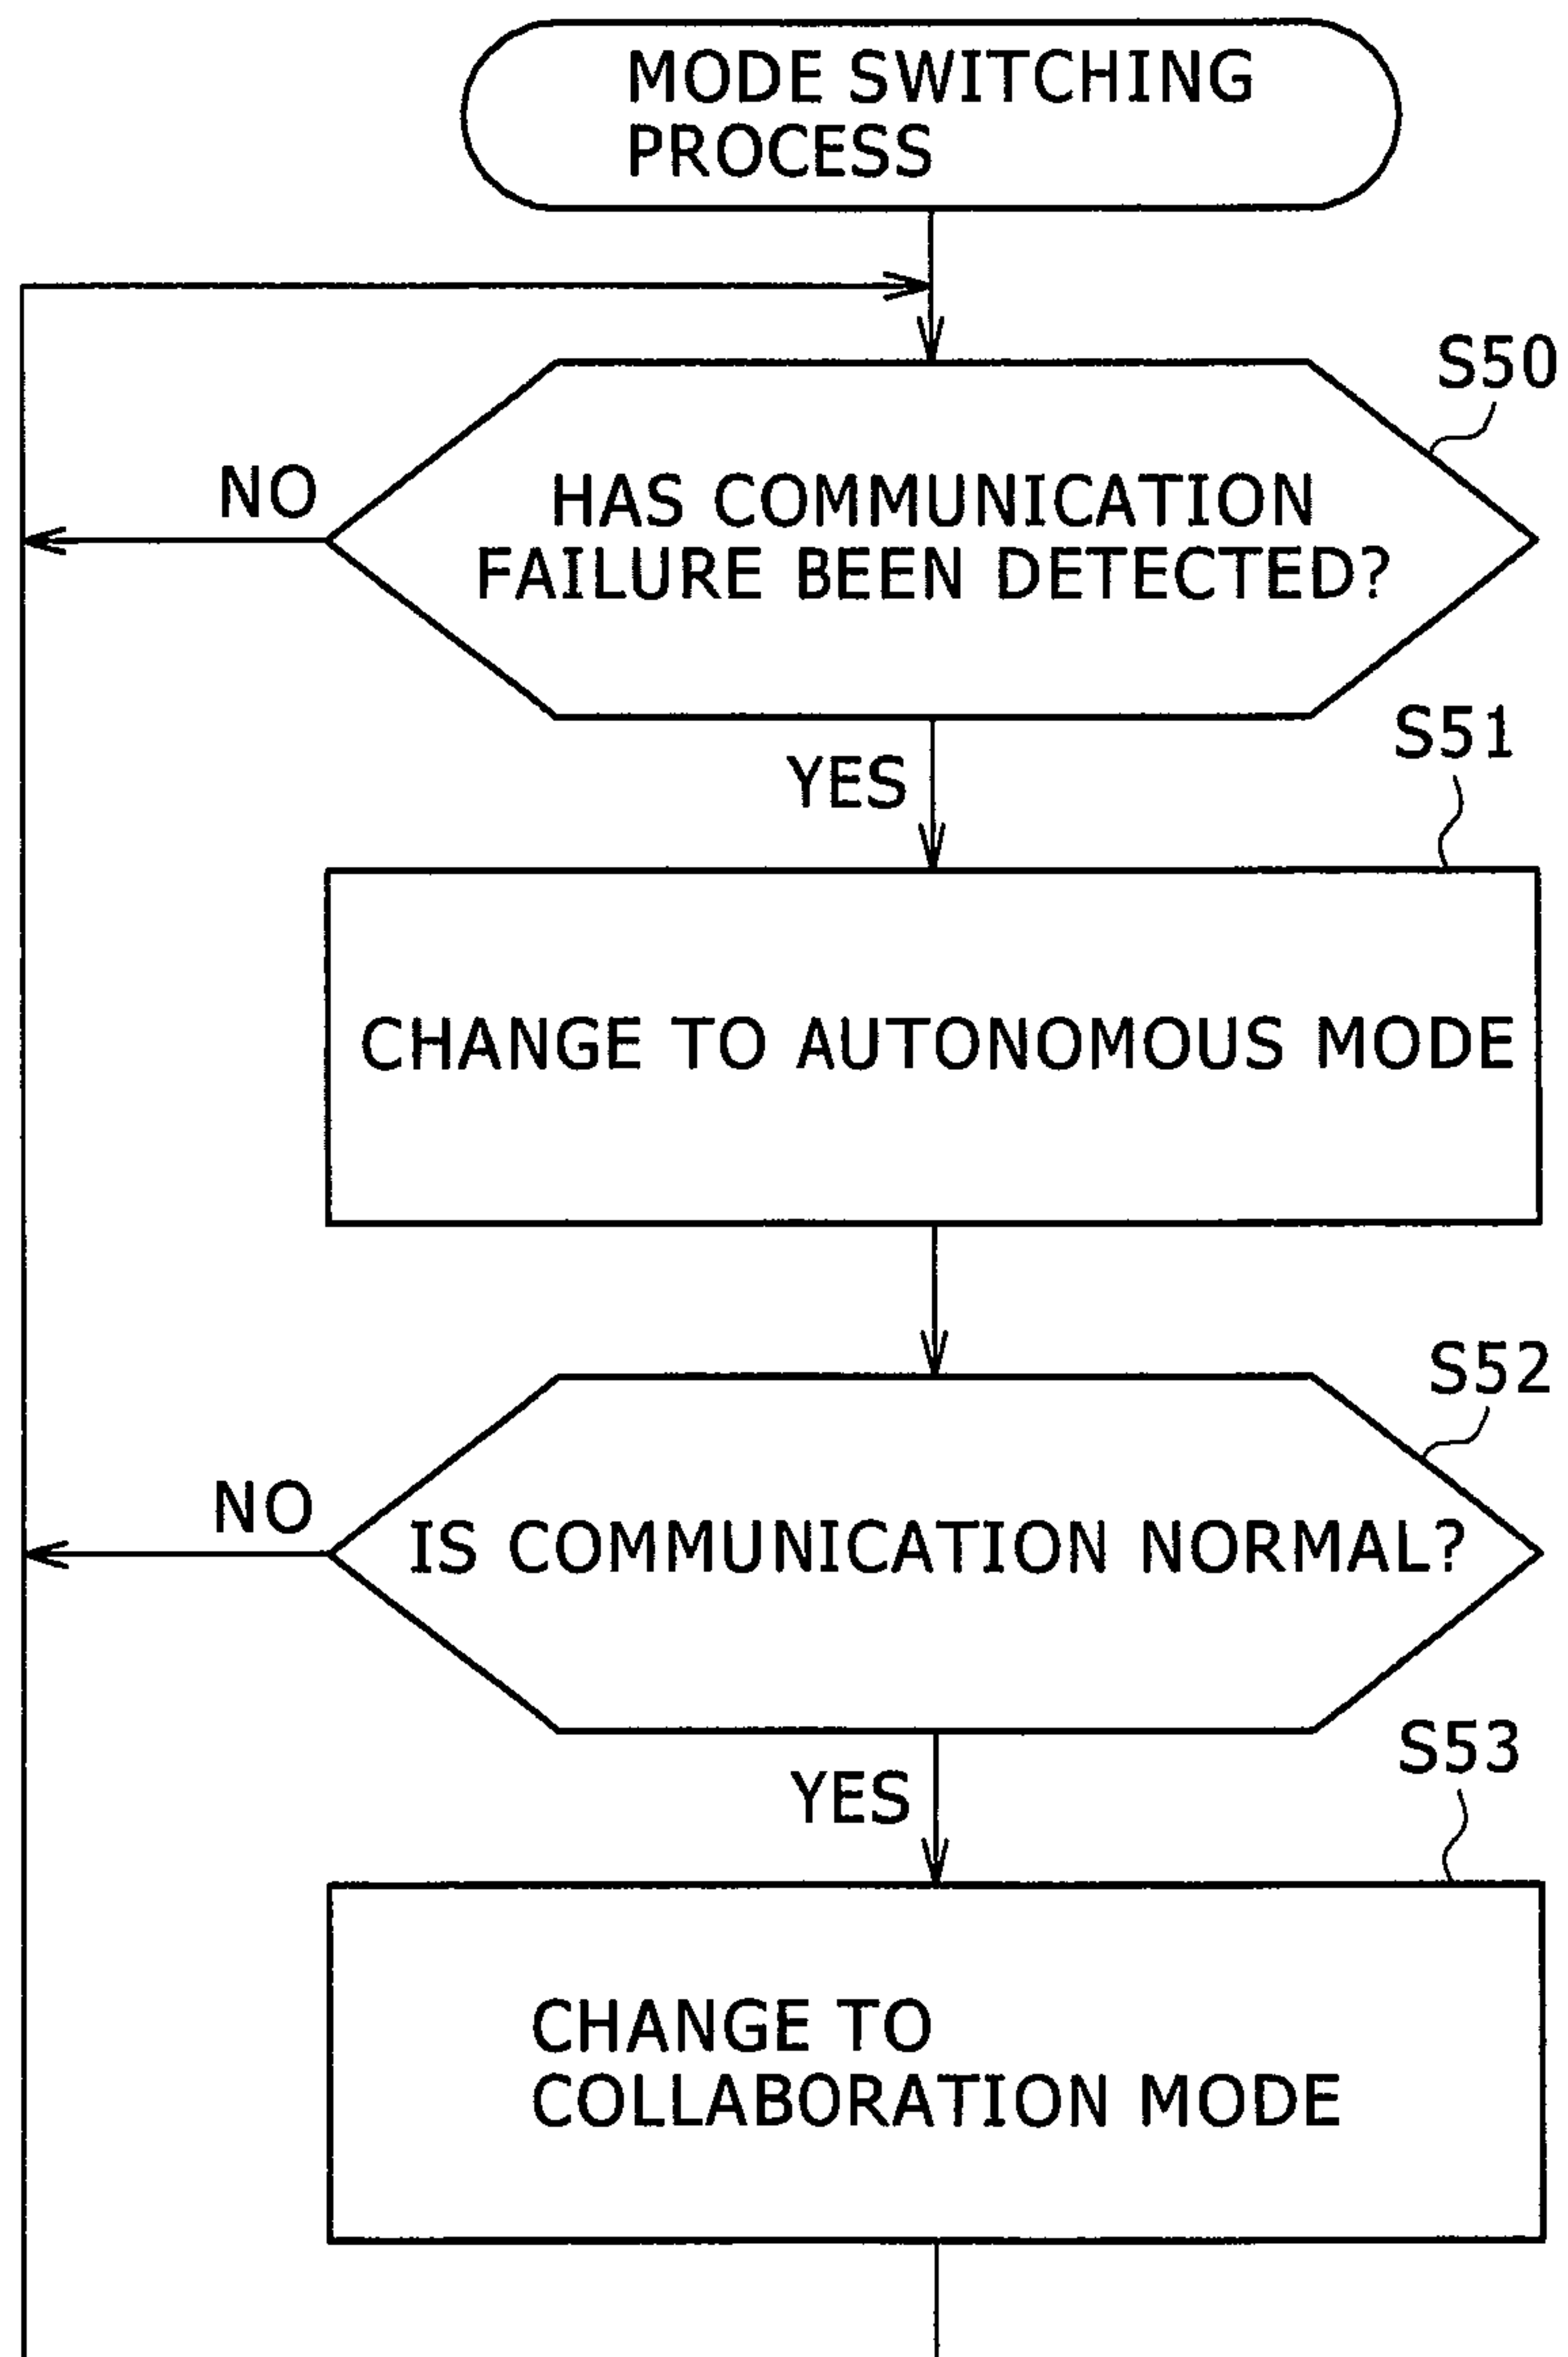 MODE SWITCHING
PROCESS
S50
NO
HAS COMMUNICATION
FAILURE BEEN DETECTED?
S51
YES
CHANGE TO AUTONOMOUS MODE
S52
NO
IS COMMUNICATION NORMAL?
S53
YES
CHANGE TO
COLLABORATION MODE